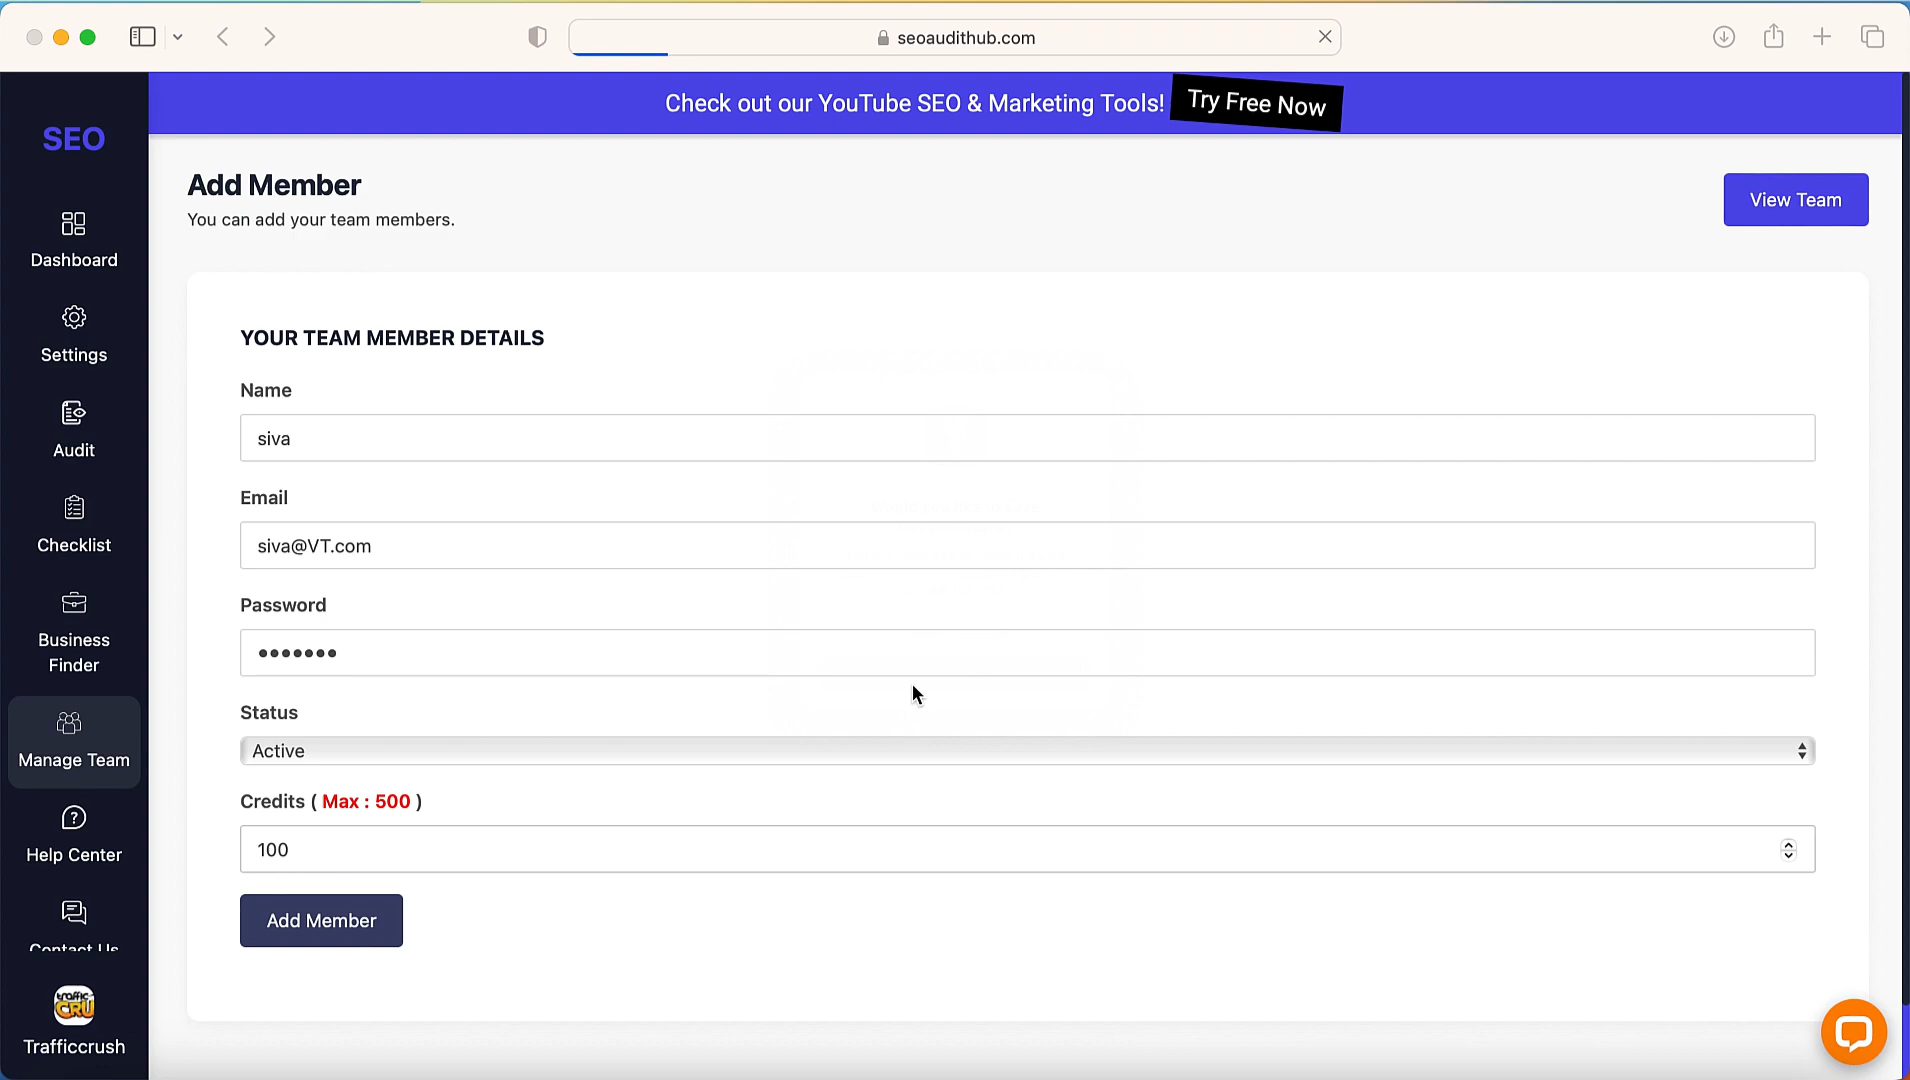 seoaudithub.com
Check out our YouTube SEO & Marketing Tools! Try Free Now
SEO
Dashboard
Settings
Audit
Checklist
Business
Finder
Manage Team
Help Center
Contact Us
Trafficcrush
Add Member
You can add your team members.
View Team
YOUR TEAM MEMBER DETAILS
Name
siva
Email
siva@VT.com
Password
•••••••
Status
Active
Credits ( Max : 500 )
100
Add Member